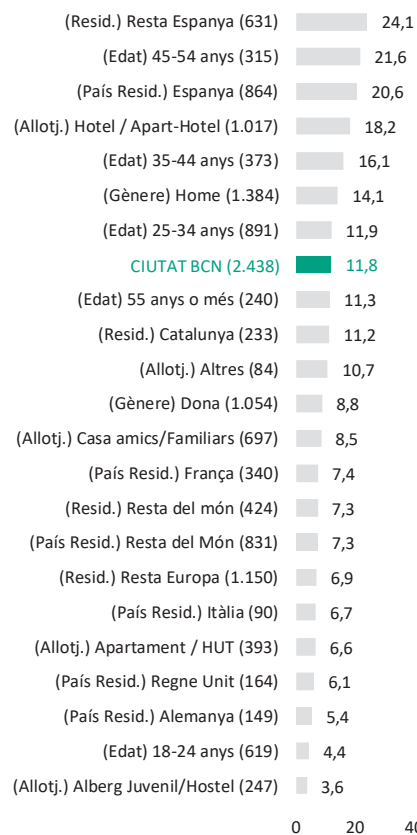 (Resid.) Resta Espanya (631) 24,1
(Edat) 45-54 anys (315) 21,6
(País Resid.) Espanya (864) 20,6
(Allotj.) Hotel / Apart-Hotel (1.017) 18,2
(Edat) 35-44 anys (373) 16,1
(Gènere) Home (1.384) 14,1
(Edat) 25-34 anys (891) 11,9
CIUTAT BCN (2.438) 11,8
(Edat) 55 anys o més (240) 11,3
(Resid.) Catalunya (233) 11,2
(Allotj.) Altres (84) 10,7
(Gènere) Dona (1.054) 8,8
(Allotj.) Casa amics/Familiars (697) 8,5
(País Resid.) França (340) 7,4
(Resid.) Resta del món (424) 7,3
(País Resid.) Resta del Món (831) 7,3
(Resid.) Resta Europa (1.150) 6,9
(País Resid.) Itàlia (90) 6,7
(Allotj.) Apartament / HUT (393) 6,6
(País Resid.) Regne Unit (164) 6,1
(País Resid.) Alemanya (149) 5,4
(Edat) 18-24 anys (619) 4,4
(Allotj.) Alberg Juvenil/Hostel (247) 3,6
0 20 40